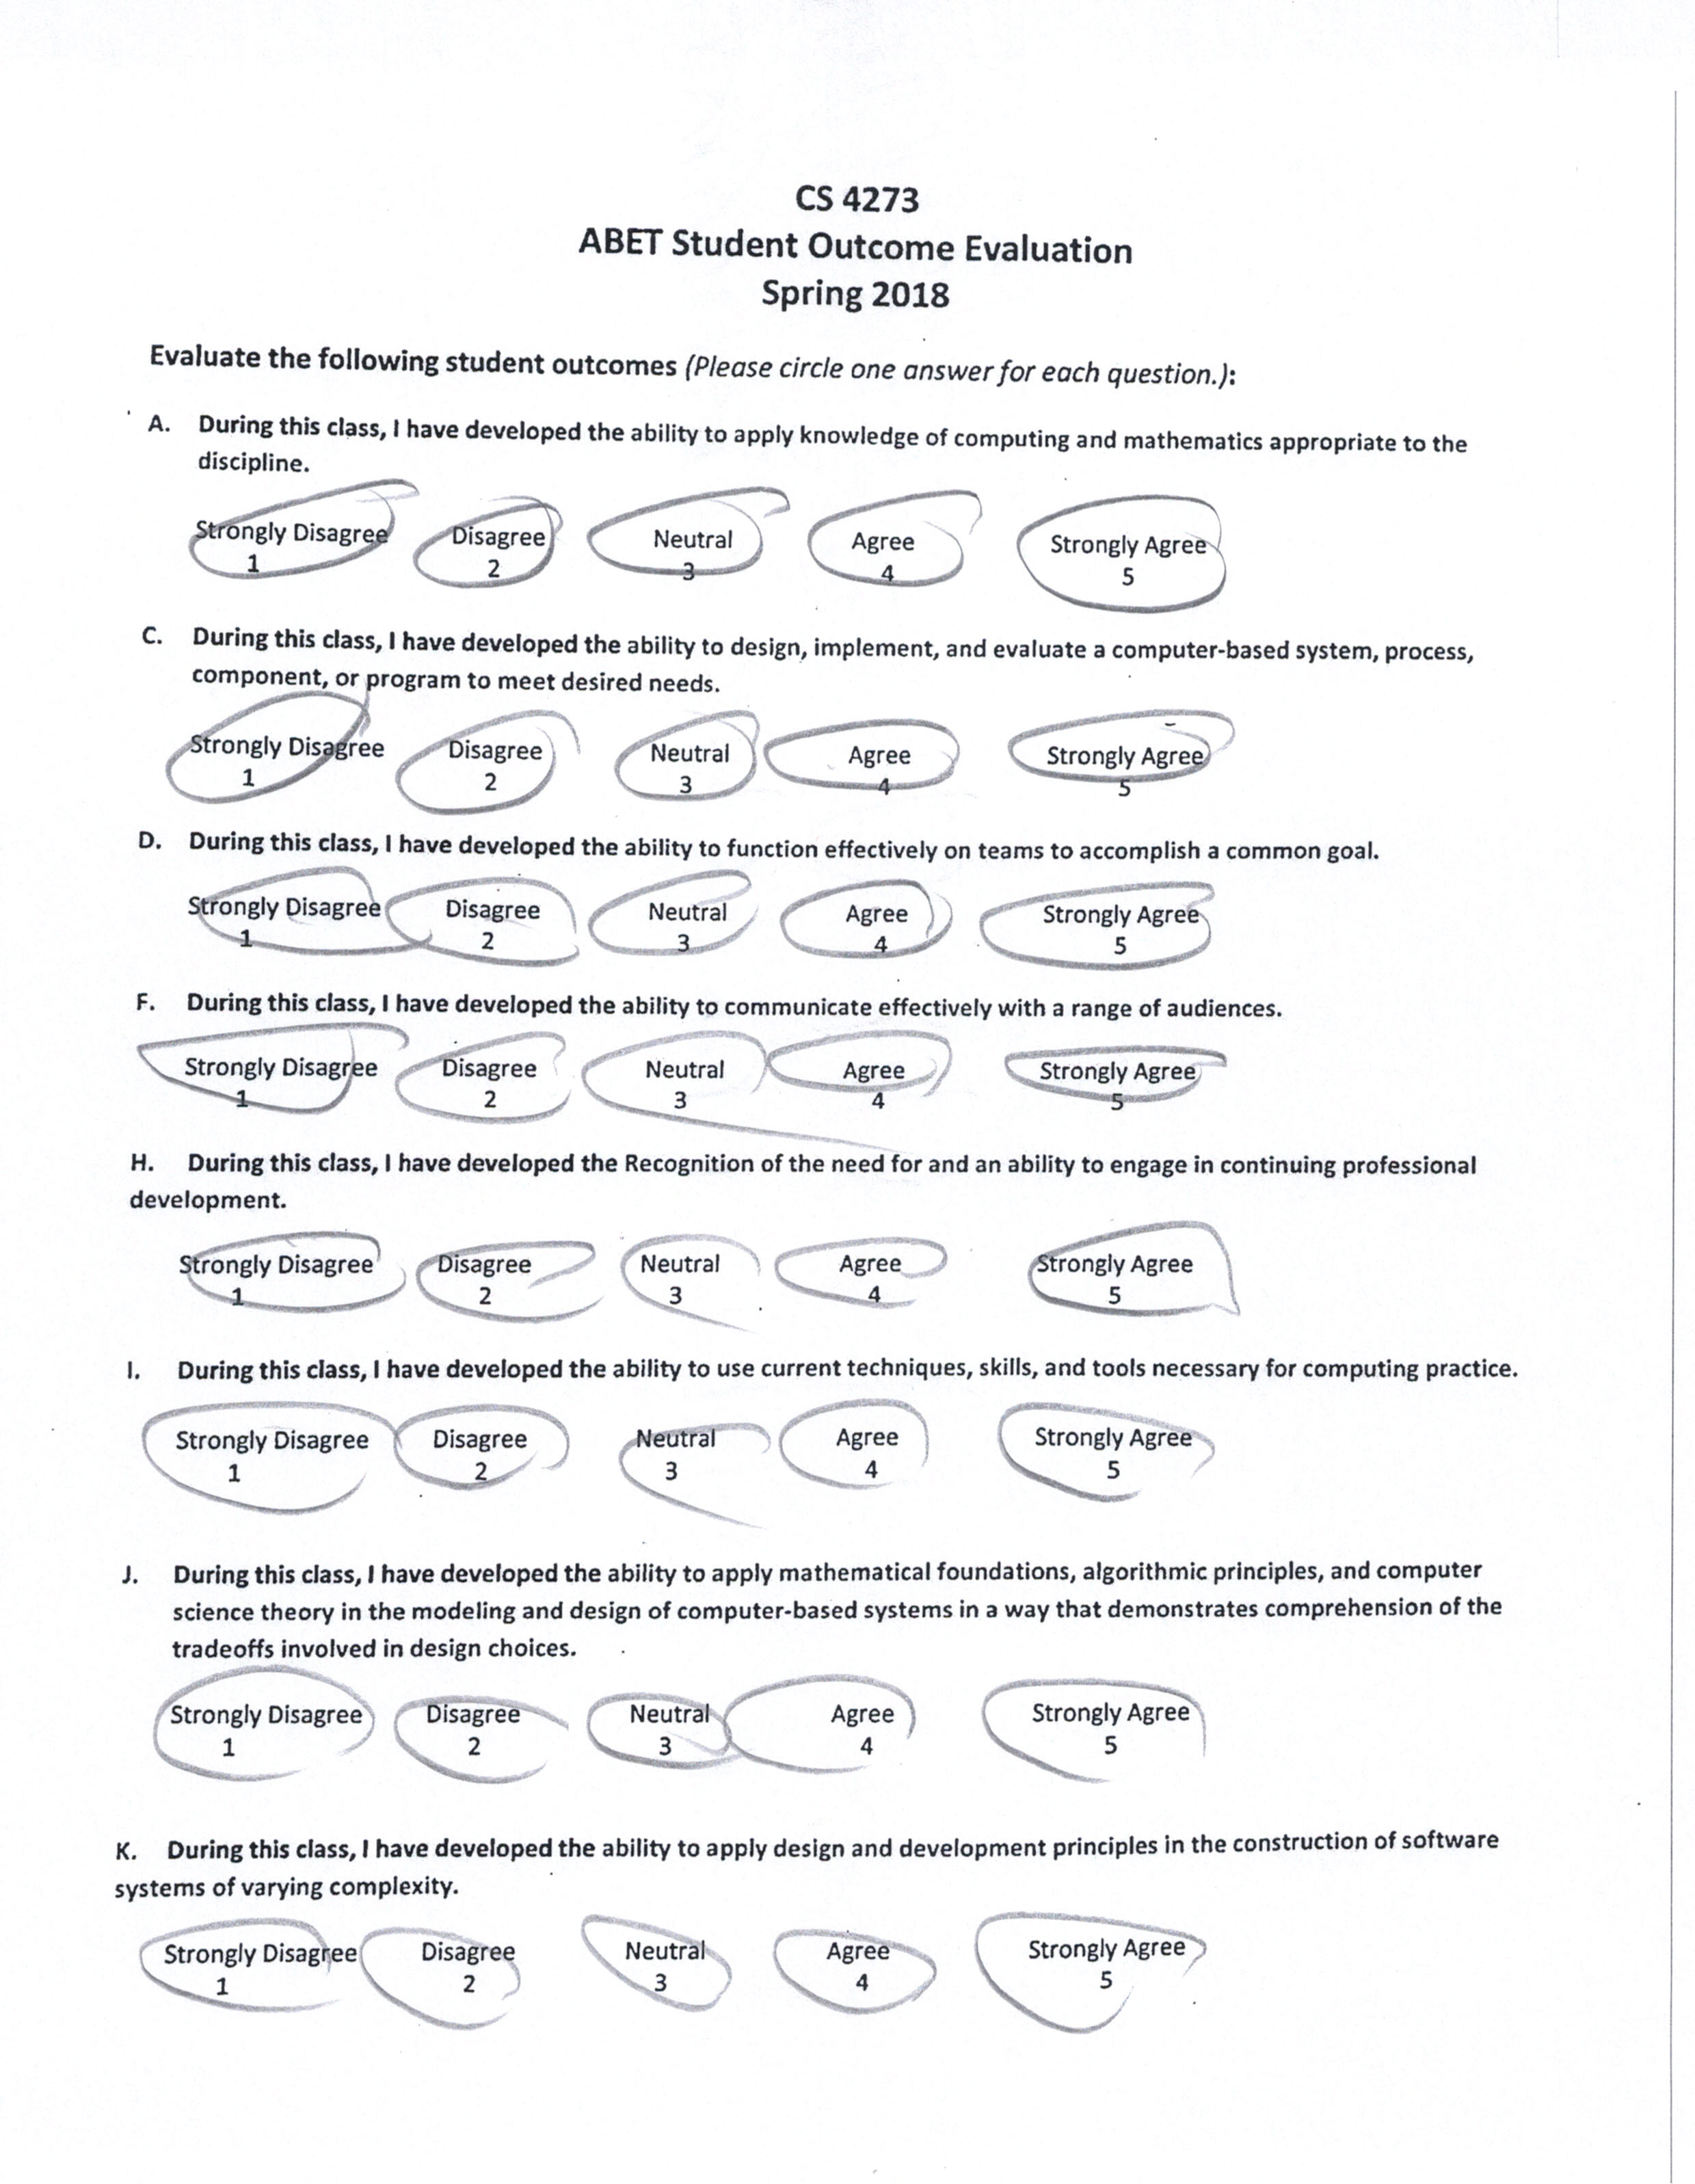 CS 4273
ABET Student Outcome Evaluation
Spring 2018
Evaluate the following student outcomes (Please circle one answer for each question.):
A. During this class, I have developed the ability to apply knowledge of computing and mathematics appropriate to the
discipline.
Strongly Disagree Disagree Neutral Agree Strongly Agree
1 2 3 4 5
C. During this class, I have developed the ability to design, implement, and evaluate a computer-based system, process,
component, or program to meet desired needs.
Strongly Disagree Disagree Neutral Agree Strongly Agree
1 2 3 4 5
D. During this class, I have developed the ability to function effectively on teams to accomplish a common goal.
Strongly Disagree Disagree Neutral Agree Strongly Agree
1 2 3 4 5
F. During this class, I have developed the ability to communicate effectively with a range of audiences.
Strongly Disagree Disagree Neutral Agree Strongly Agree
1 2 3 4 5
H. During this class, I have developed the Recognition of the need for and an ability to engage in continuing professional
development.
Strongly Disagree Disagree Neutral Agree Strongly Agree
1 2 3 4 5
I. During this class, I have developed the ability to use current techniques, skills, and tools necessary for computing practice.
Strongly Disagree Disagree Neutral Agree Strongly Agree
1 2 3 4 5
J. During this class, I have developed the ability to apply mathematical foundations, algorithmic principles, and computer
science theory in the modeling and design of computer-based systems in a way that demonstrates comprehension of the
tradeoffs involved in design choices.
Strongly Disagree Disagree Neutral Agree Strongly Agree
1 2 3 4 5
K. During this class, I have developed the ability to apply design and development principles in the construction of software
systems of varying complexity.
Strongly Disagree Disagree Neutral Agree Strongly Agree
1 2 3 4 5